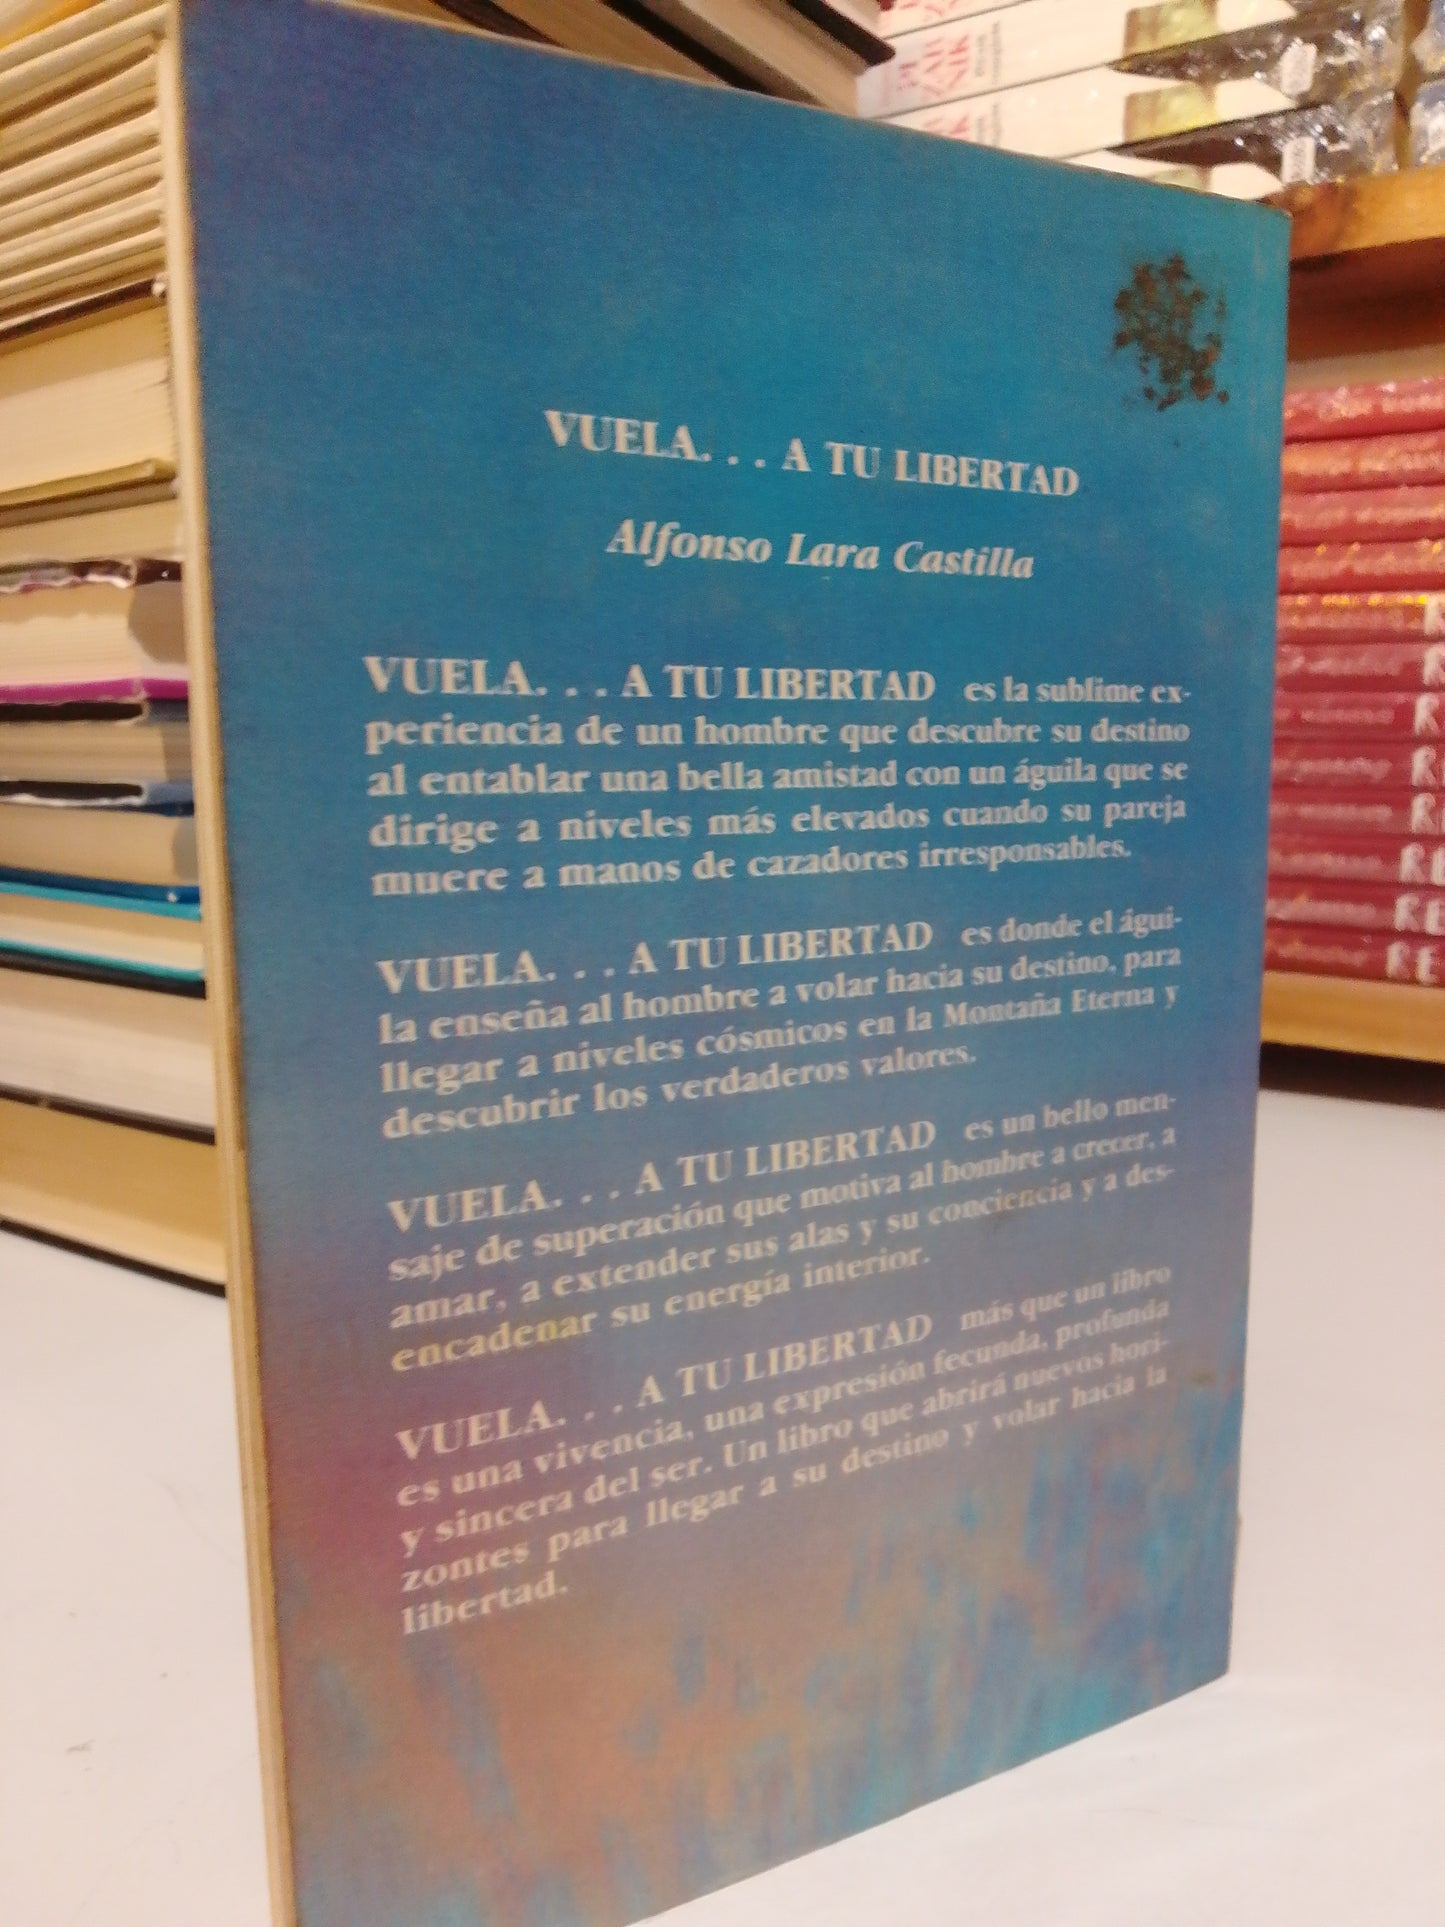 VUELA. . . A TU LIBERTAD
Alfonso Lara Castilla
VUELA. . . A TU LIBERTAD es la sublime ex-
periencia de un hombre que descubre su destino
al entablar una bella amistad con un águila que se
dirige a niveles más elevados cuando su pareja
muere a manos de cazadores irresponsables.
VUELA. . . A TU LIBERTAD es donde el águi-
la enseña al hombre a volar hacia su destino, para
llegar a niveles cósmicos en la Montaña Eterna y
descubrir los verdaderos valores.
VUELA. . . A TU LIBERTAD es un bello men-
saje de superación que motiva al hombre a crecer, a
amar, a extender sus alas y su conciencia y a des-
encadenar su energía interior.
VUELA. . . A TU LIBERTAD más que un libro
es una vivencia, una expresión fecunda, profunda
y sincera del ser. Un libro que abrirá nuevos hori-
zontes para llegar a su destino y volar hacia la
libertad.
PI
ZAR
NIK